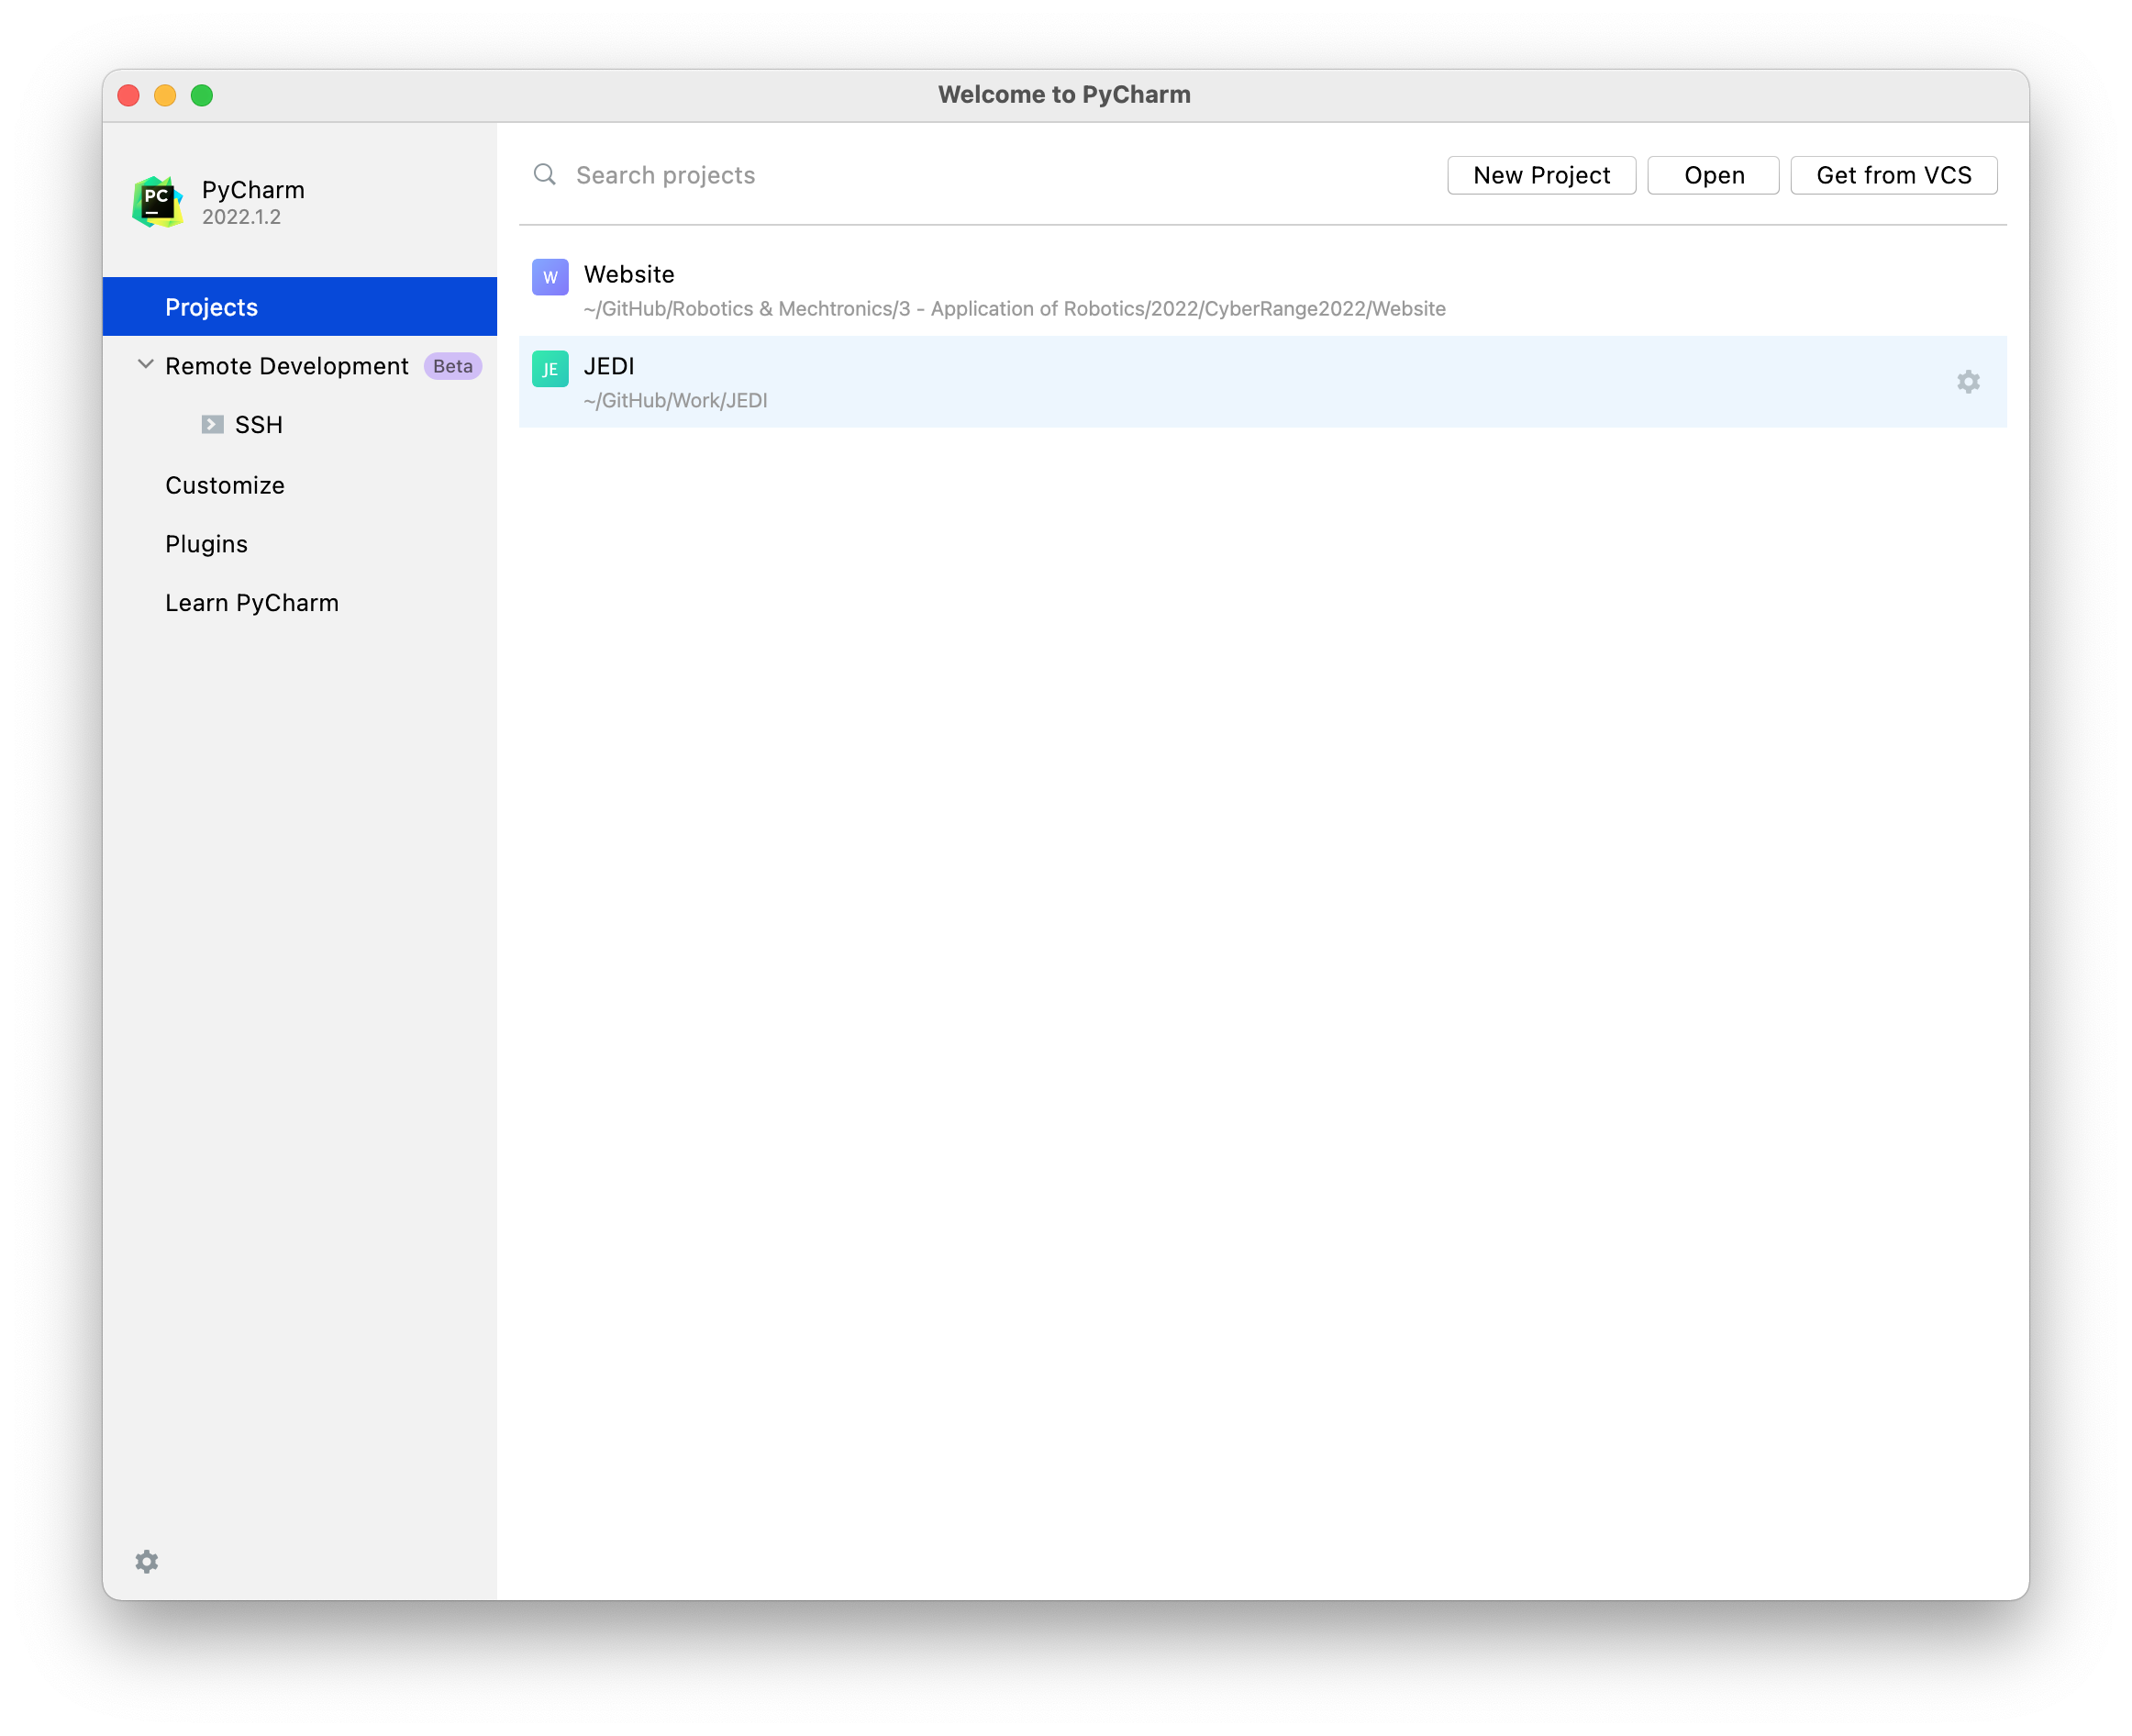 Welcome to PyCharm
PC
PyCharm
2022.1.2
Projects
Remote Development Beta
SSH
Customize
Plugins
Learn PyCharm
Search projects
New Project
Open
Get from VCS
W
Website
~/GitHub/Robotics & Mechtronics/3 - Application of Robotics/2022/CyberRange2022/Website
JE
JEDI
~/GitHub/Work/JEDI